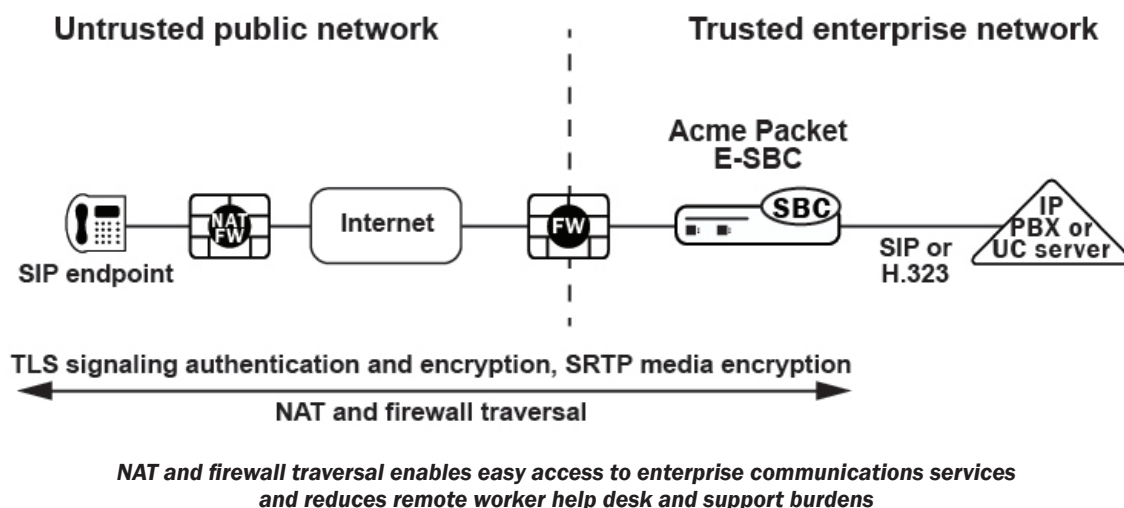 Untrusted public network
Trusted enterprise network
Acme Packet
E-SBC
NAT
FW
Internet
FW
SBC
IP
PBX or
UC server
SIP endpoint
SIP or
H.323
TLS signaling authentication and encryption, SRTP media encryption
NAT and firewall traversal
NAT and firewall traversal enables easy access to enterprise communications services
and reduces remote worker help desk and support burdens